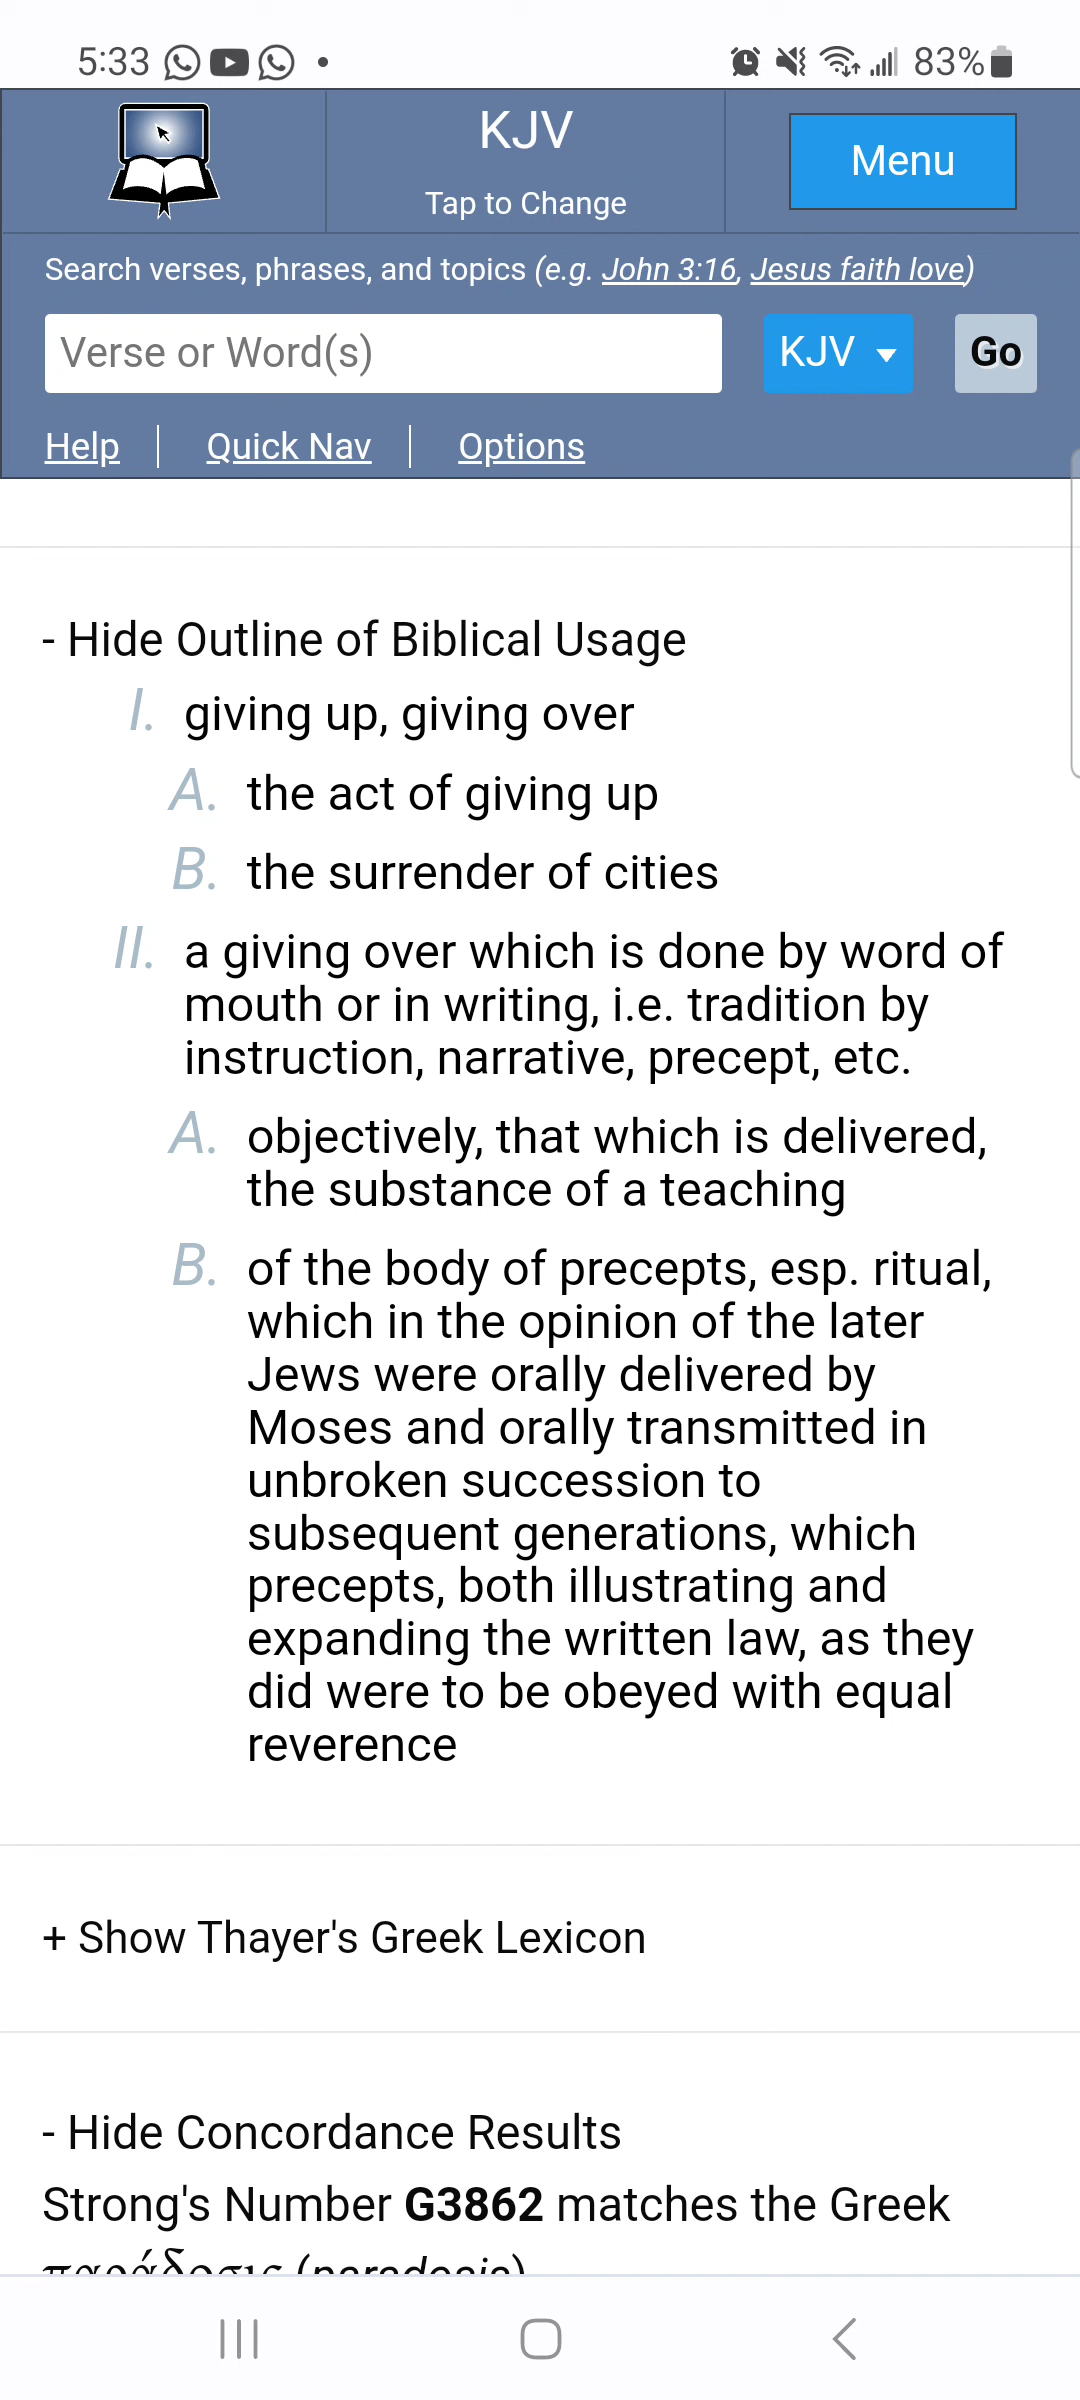 5:33
83%
KJV
Tap to Change
Menu
Search verses, phrases, and topics (e.g. John 3:16, Jesus faith love)
Verse or Word(s)
KJV
Go
Help
Quick Nav
Options
- Hide Outline of Biblical Usage
I. giving up, giving over
A. the act of giving up
B. the surrender of cities
II. a giving over which is done by word of
mouth or in writing, i.e. tradition by
instruction, narrative, precept, etc.
A. objectively, that which is delivered,
the substance of a teaching
B. of the body of precepts, esp. ritual,
which in the opinion of the later
Jews were orally delivered by
Moses and orally transmitted in
unbroken succession to
subsequent generations, which
precepts, both illustrating and
expanding the written law, as they
did were to be obeyed with equal
reverence
+ Show Thayer's Greek Lexicon
- Hide Concordance Results
Strong's Number G3862 matches the Greek
παράδοσις (paradosis)